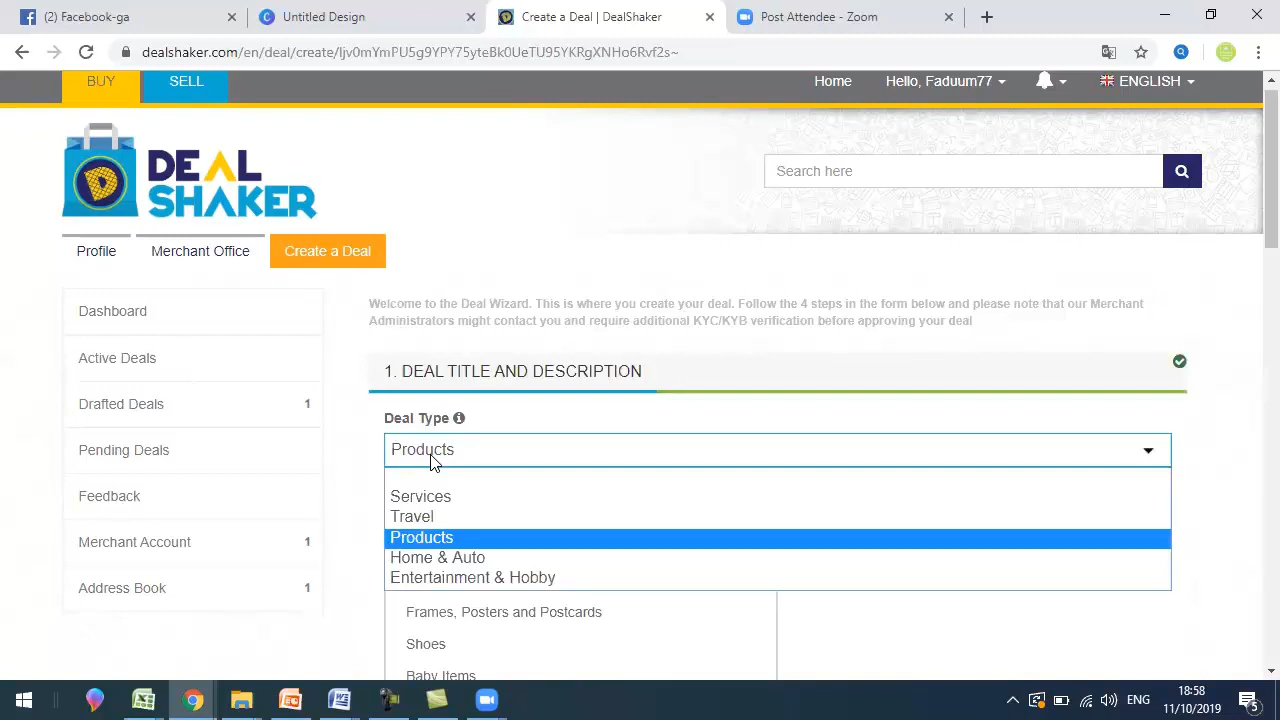 (2) Facebook-ga
Untitled Design
Create a Deal | DealShaker
Post Attendee - Zoom
dealshaker.com/en/deal/create/ljv0mYmPU5g9YPY75yteBk0UeTU95YKRgXNHo6Rvf2s~
BUY
SELL
Home
Hello, Faduum77
ENGLISH
DEAL
SHAKER
Search here
Profile
Merchant Office
Create a Deal
Dashboard
Active Deals
Drafted Deals 1
Pending Deals
Feedback
Merchant Account 1
Address Book 1
Welcome to the Deal Wizard. This is where you create your deal. Follow the 4 steps in the form below and please note that our Merchant
Administrators might contact you and require additional KYC/KYB verification before approving your deal
1. DEAL TITLE AND DESCRIPTION
Deal Type
Products
Services
Travel
Products
Home & Auto
Entertainment & Hobby
Frames, Posters and Postcards
Shoes
Baby Items
ENG
18:58
11/10/2019
5